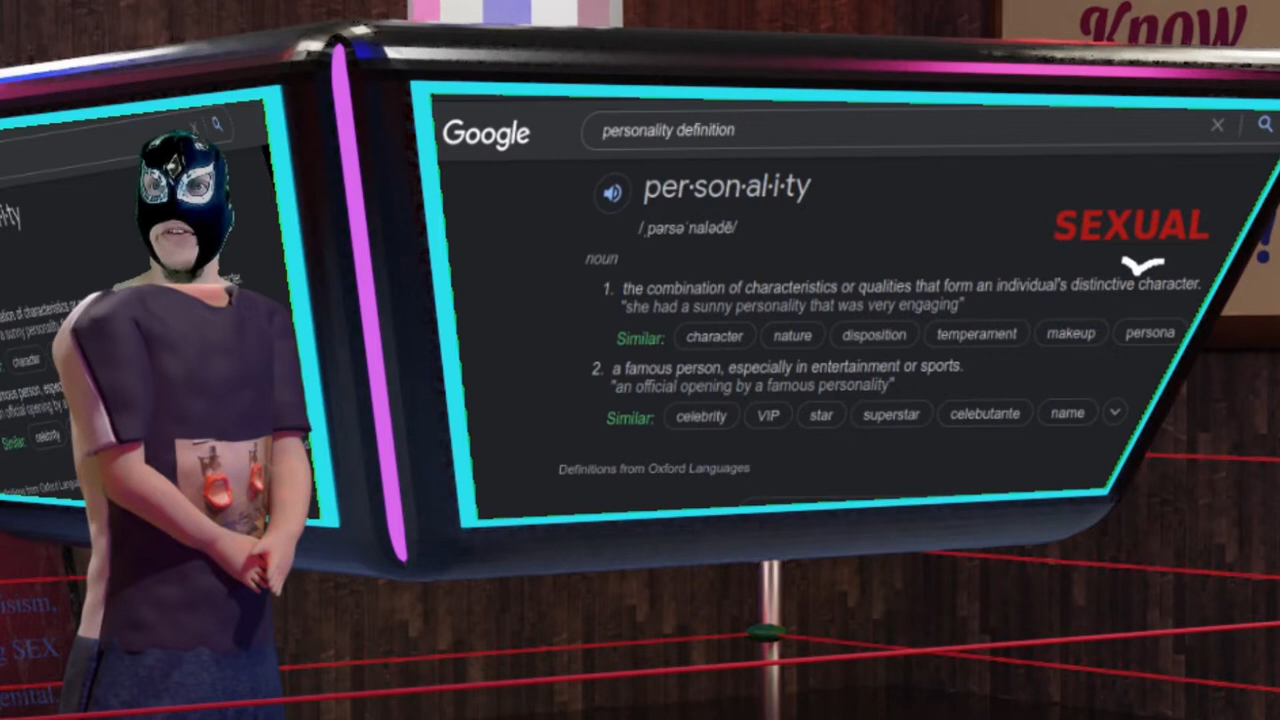 Know
Google
personality definition
per·son·al·i·ty
/ˌpərsəˈnalədē/
SEXUAL
noun
1. the combination of characteristics or qualities that form an individual's distinctive character.
"she had a sunny personality that was very engaging"
Similar: character nature disposition temperament makeup persona
2. a famous person, especially in entertainment or sports.
"an official opening by a famous personality"
Similar: celebrity VIP star superstar celebutante name
Definitions from Oxford Languages
character
Similar: celebrity
SEX